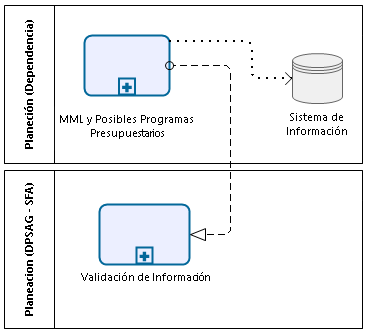 Planeción (Dependencia)
MML y Posibles Programas
Presupuestarios
Sistema de
Información
Planeacion (DPSAG - SFA)
Validación de Información